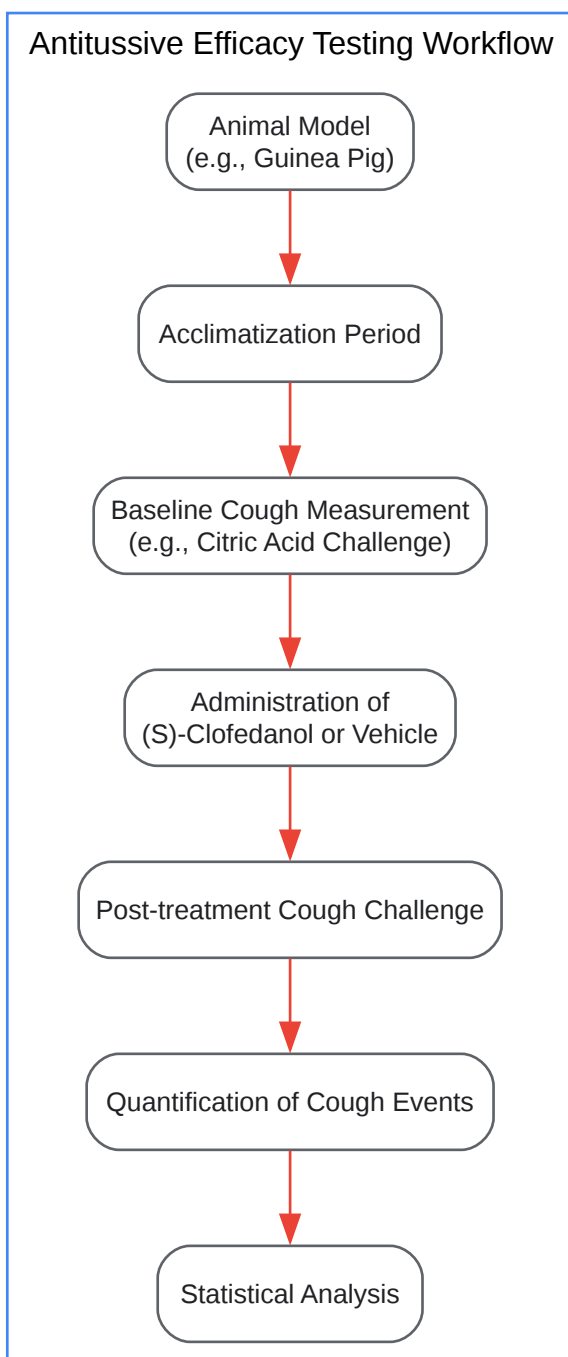 Antitussive Efficacy Testing Workflow
Animal Model
(e.g., Guinea Pig)
Acclimatization Period
Baseline Cough Measurement
(e.g., Citric Acid Challenge)
Administration of
(S)-Clofedanol or Vehicle
Post-treatment Cough Challenge
Quantification of Cough Events
Statistical Analysis